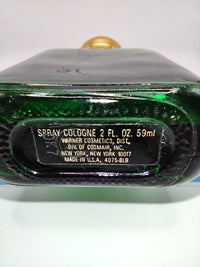 SPRAY COLOGNE 2 FL. OZ. 59ml
WARNER COSMETICS, DIST.
DIV. OF COSMAIR, INC.
NEW YORK, NEW YORK 10017
MADE IN U.S.A. 4075-BLB